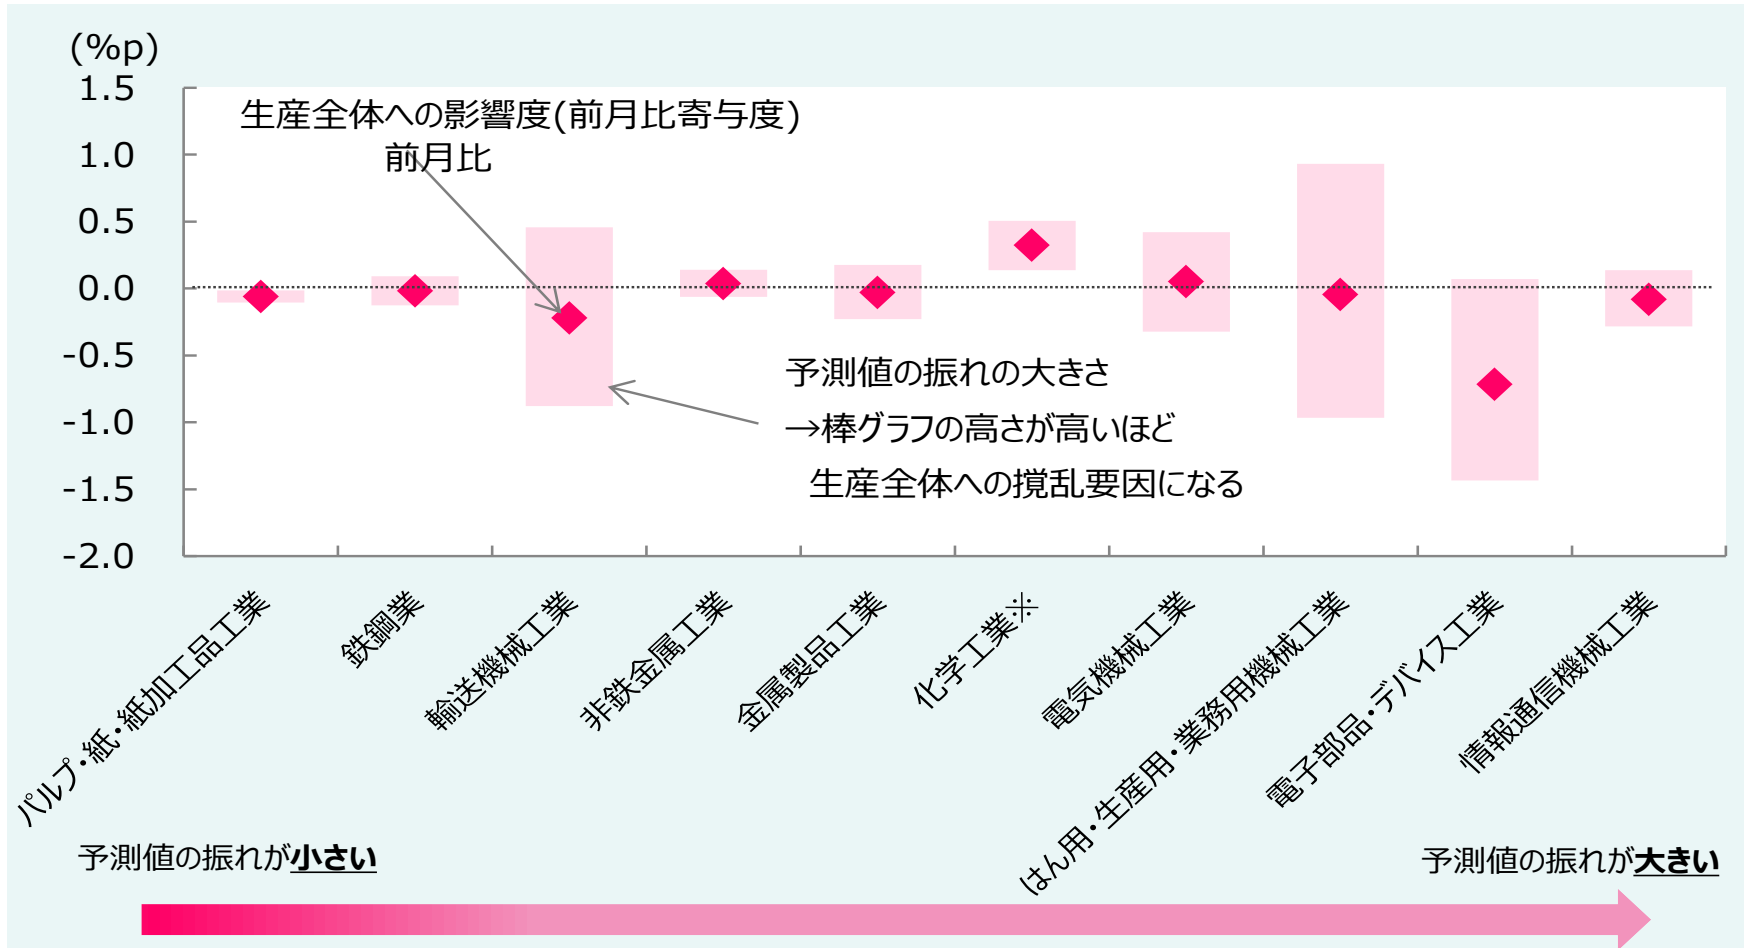 (%p)
1.5
1.0
0.5
0.0
-0.5
-1.0
-1.5
-2.0
生産全体への影響度(前月比寄与度)
前月比
予測値の振れの大きさ
→棒グラフの高さが高いほど
生産全体への撹乱要因になる
パルプ・紙・紙加工品工業
鉄鋼業
輸送機械工業
非鉄金属工業
金属製品工業
化学工業※
電気機械工業
はん用・生産用・業務用機械工業
電子部品・デバイス工業
情報通信機械工業
予測値の振れが小さい
予測値の振れが大きい